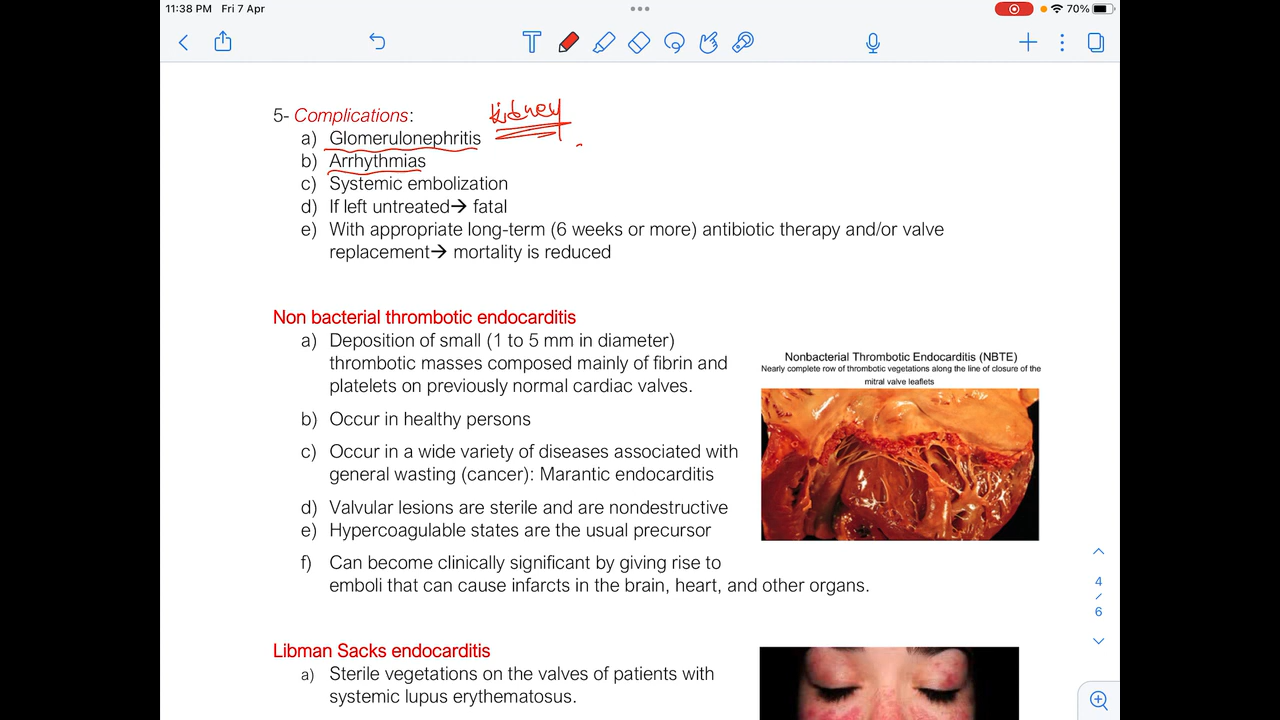 11:38 PM Fri 7 Apr
70%
5- Complications:
kidney
a) Glomerulonephritis
b) Arrhythmias
c) Systemic embolization
d) If left untreated→ fatal
e) With appropriate long-term (6 weeks or more) antibiotic therapy and/or valve
replacement→ mortality is reduced
Non bacterial thrombotic endocarditis
a) Deposition of small (1 to 5 mm in diameter)
thrombotic masses composed mainly of fibrin and
platelets on previously normal cardiac valves.
b) Occur in healthy persons
c) Occur in a wide variety of diseases associated with
general wasting (cancer): Marantic endocarditis
d) Valvular lesions are sterile and are nondestructive
e) Hypercoagulable states are the usual precursor
f) Can become clinically significant by giving rise to
emboli that can cause infarcts in the brain, heart, and other organs.
Nonbacterial Thrombotic Endocarditis (NBTE)
Nearly complete row of thrombotic vegetations along the line of closure of the
mitral valve leaflets
4
/
6
Libman Sacks endocarditis
a) Sterile vegetations on the valves of patients with
systemic lupus erythematosus.